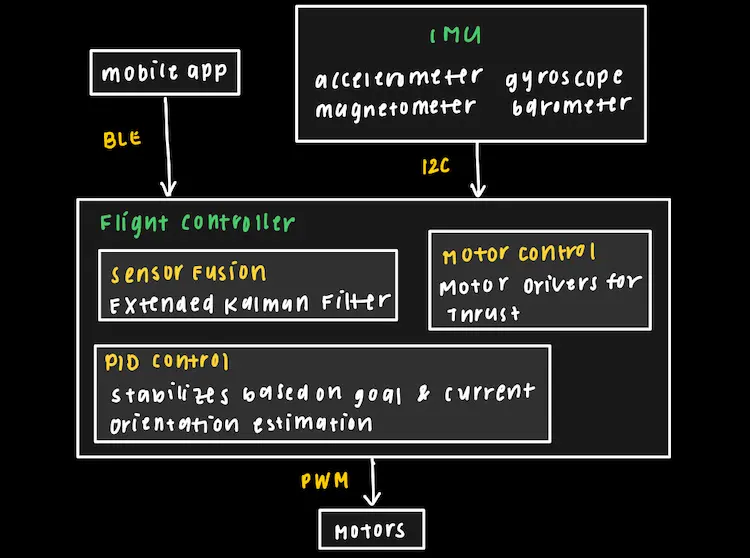 IMU
mobile app
accelerometer gyroscope
magnetometer barometer
BLE
I2C
Flight Controller
Sensor Fusion
Extended Kalman Filter
Motor Control
Motor Drivers for
Thrust
PID Control
Stabilizes based on goal & current
orientation estimation
PWM
Motors